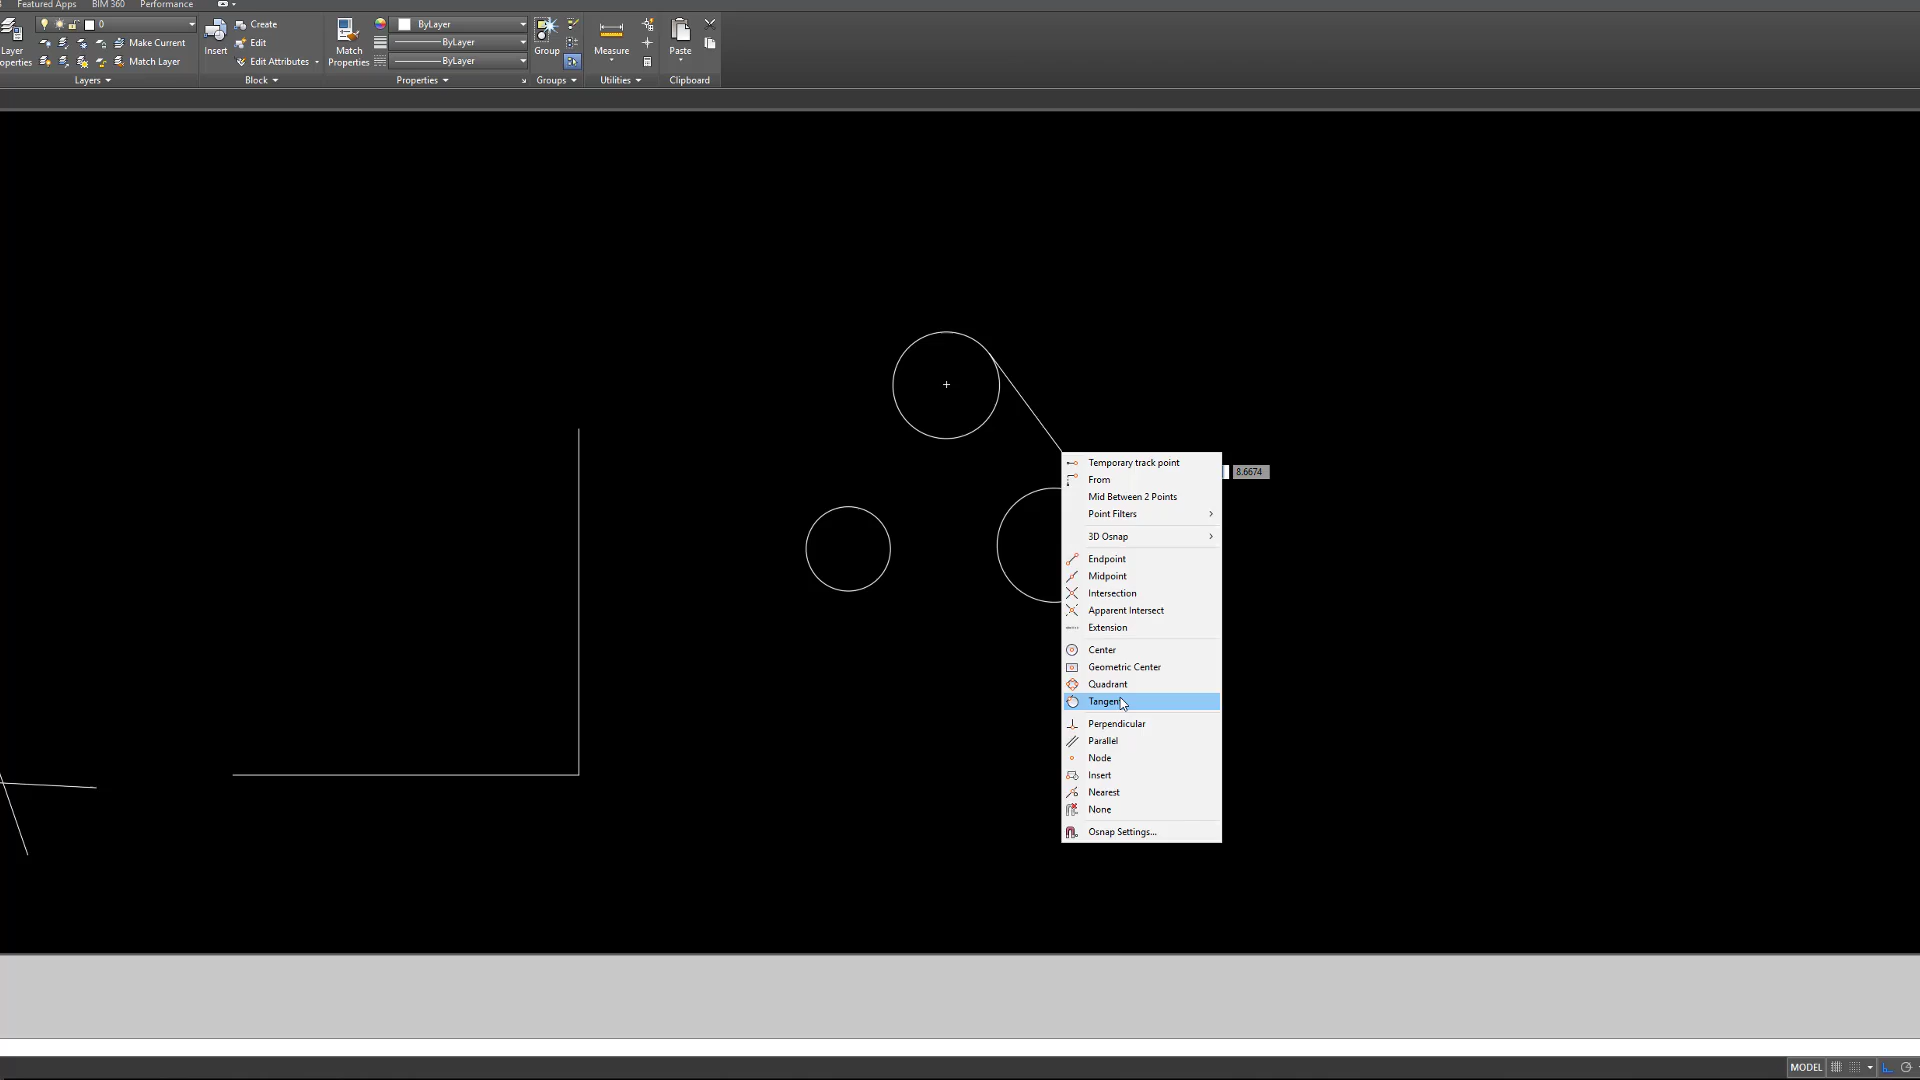 Featured Apps BIM 360 Performance
0
Create
Edit
Edit Attributes
Insert
Layer
Make Current
Match Layer
Match
Properties
ByLayer
ByLayer
ByLayer
Group
Measure
Paste
Layers
Block
Properties
Groups
Utilities
Clipboard
8.6674
Temporary track point
From
Mid Between 2 Points
Point Filters
3D Osnap
Endpoint
Midpoint
Intersection
Apparent Intersect
Extension
Center
Geometric Center
Quadrant
Tangent
Perpendicular
Parallel
Node
Insert
Nearest
None
Osnap Settings...
MODEL